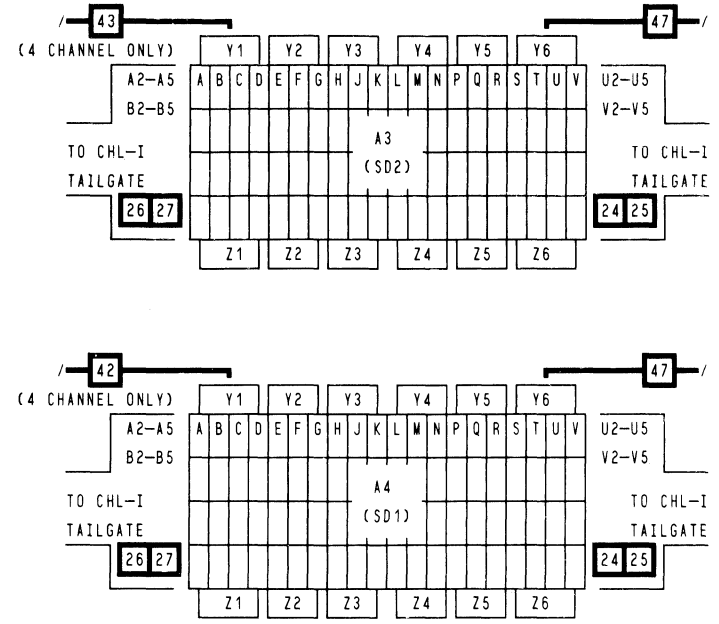 / 43 47 /
(4 CHANNEL ONLY) Y1 Y2 Y3 Y4 Y5 Y6
A2-A5 A B C D E F G H J K L M N P Q R S T U V U2-U5
B2-B5 V2-V5
A3
TO CHL-I (SD2) TO CHL-I
TAILGATE TAILGATE
26 27 24 25
Z1 Z2 Z3 Z4 Z5 Z6
/ 42 47 /
(4 CHANNEL ONLY) Y1 Y2 Y3 Y4 Y5 Y6
A2-A5 A B C D E F G H J K L M N P Q R S T U V U2-U5
B2-B5 V2-V5
A4
TO CHL-I (SD1) TO CHL-I
TAILGATE TAILGATE
26 27 24 25
Z1 Z2 Z3 Z4 Z5 Z6